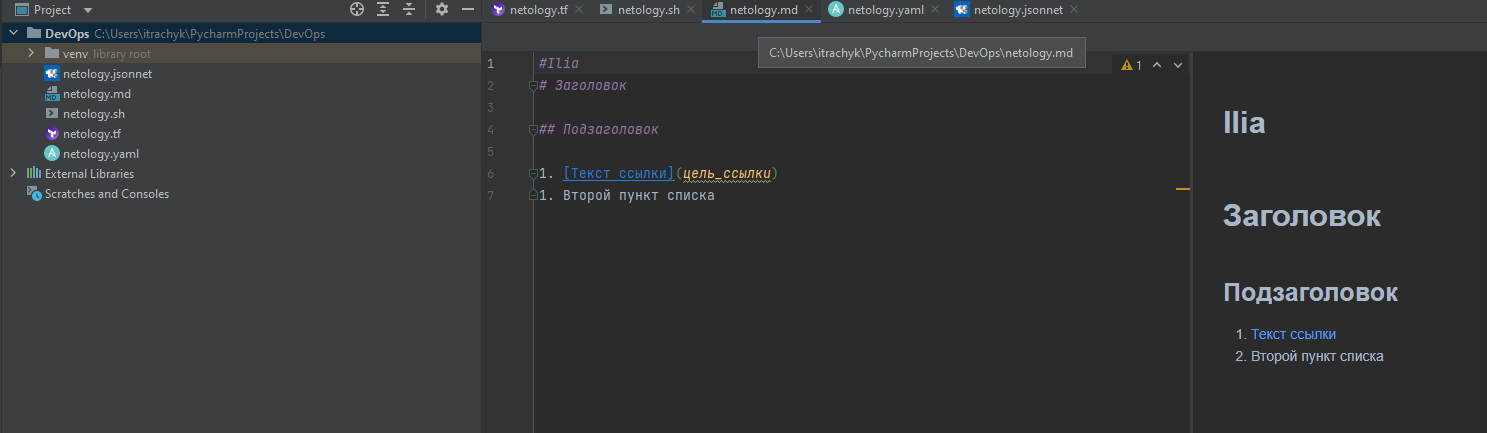 Project
netology.tf netology.sh netology.md netology.yaml netology.jsonnet
DevOps C:\Users\itrachyk\PycharmProjects\DevOps
venv library root
netology.jsonnet
netology.md
netology.sh
netology.tf
netology.yaml
External Libraries
Scratches and Consoles
C:\Users\itrachyk\PycharmProjects\DevOps\netology.md
1 #Ilia
2 # Заголовок
3
4 ## Подзаголовок
5
6 1. [Текст ссылки](цель_ссылки)
7 1. Второй пункт списка
1
Ilia
Заголовок
Подзаголовок
1. Текст ссылки
2. Второй пункт списка